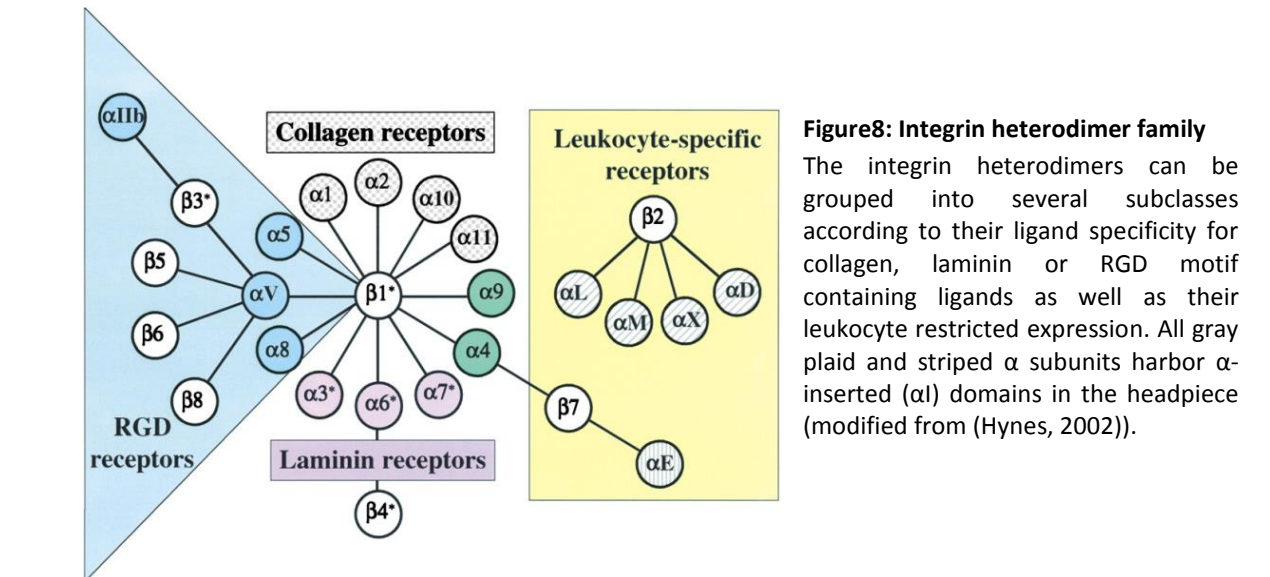 αIIb
β3*
β5
β6
β8
αV
α5
α8
RGD
receptors
Collagen receptors
α1
α2
α10
α11
β1*
α9
α4
α3*
α6*
α7*
Laminin receptors
β4*
Leukocyte-specific
receptors
β2
αL
αM
αX
αD
β7
αE
Figure8: Integrin heterodimer family
The integrin heterodimers can be
grouped into several subclasses
according to their ligand specificity for
collagen, laminin or RGD motif
containing ligands as well as their
leukocyte restricted expression. All gray
plaid and striped α subunits harbor α-
inserted (αI) domains in the headpiece
(modified from (Hynes, 2002)).